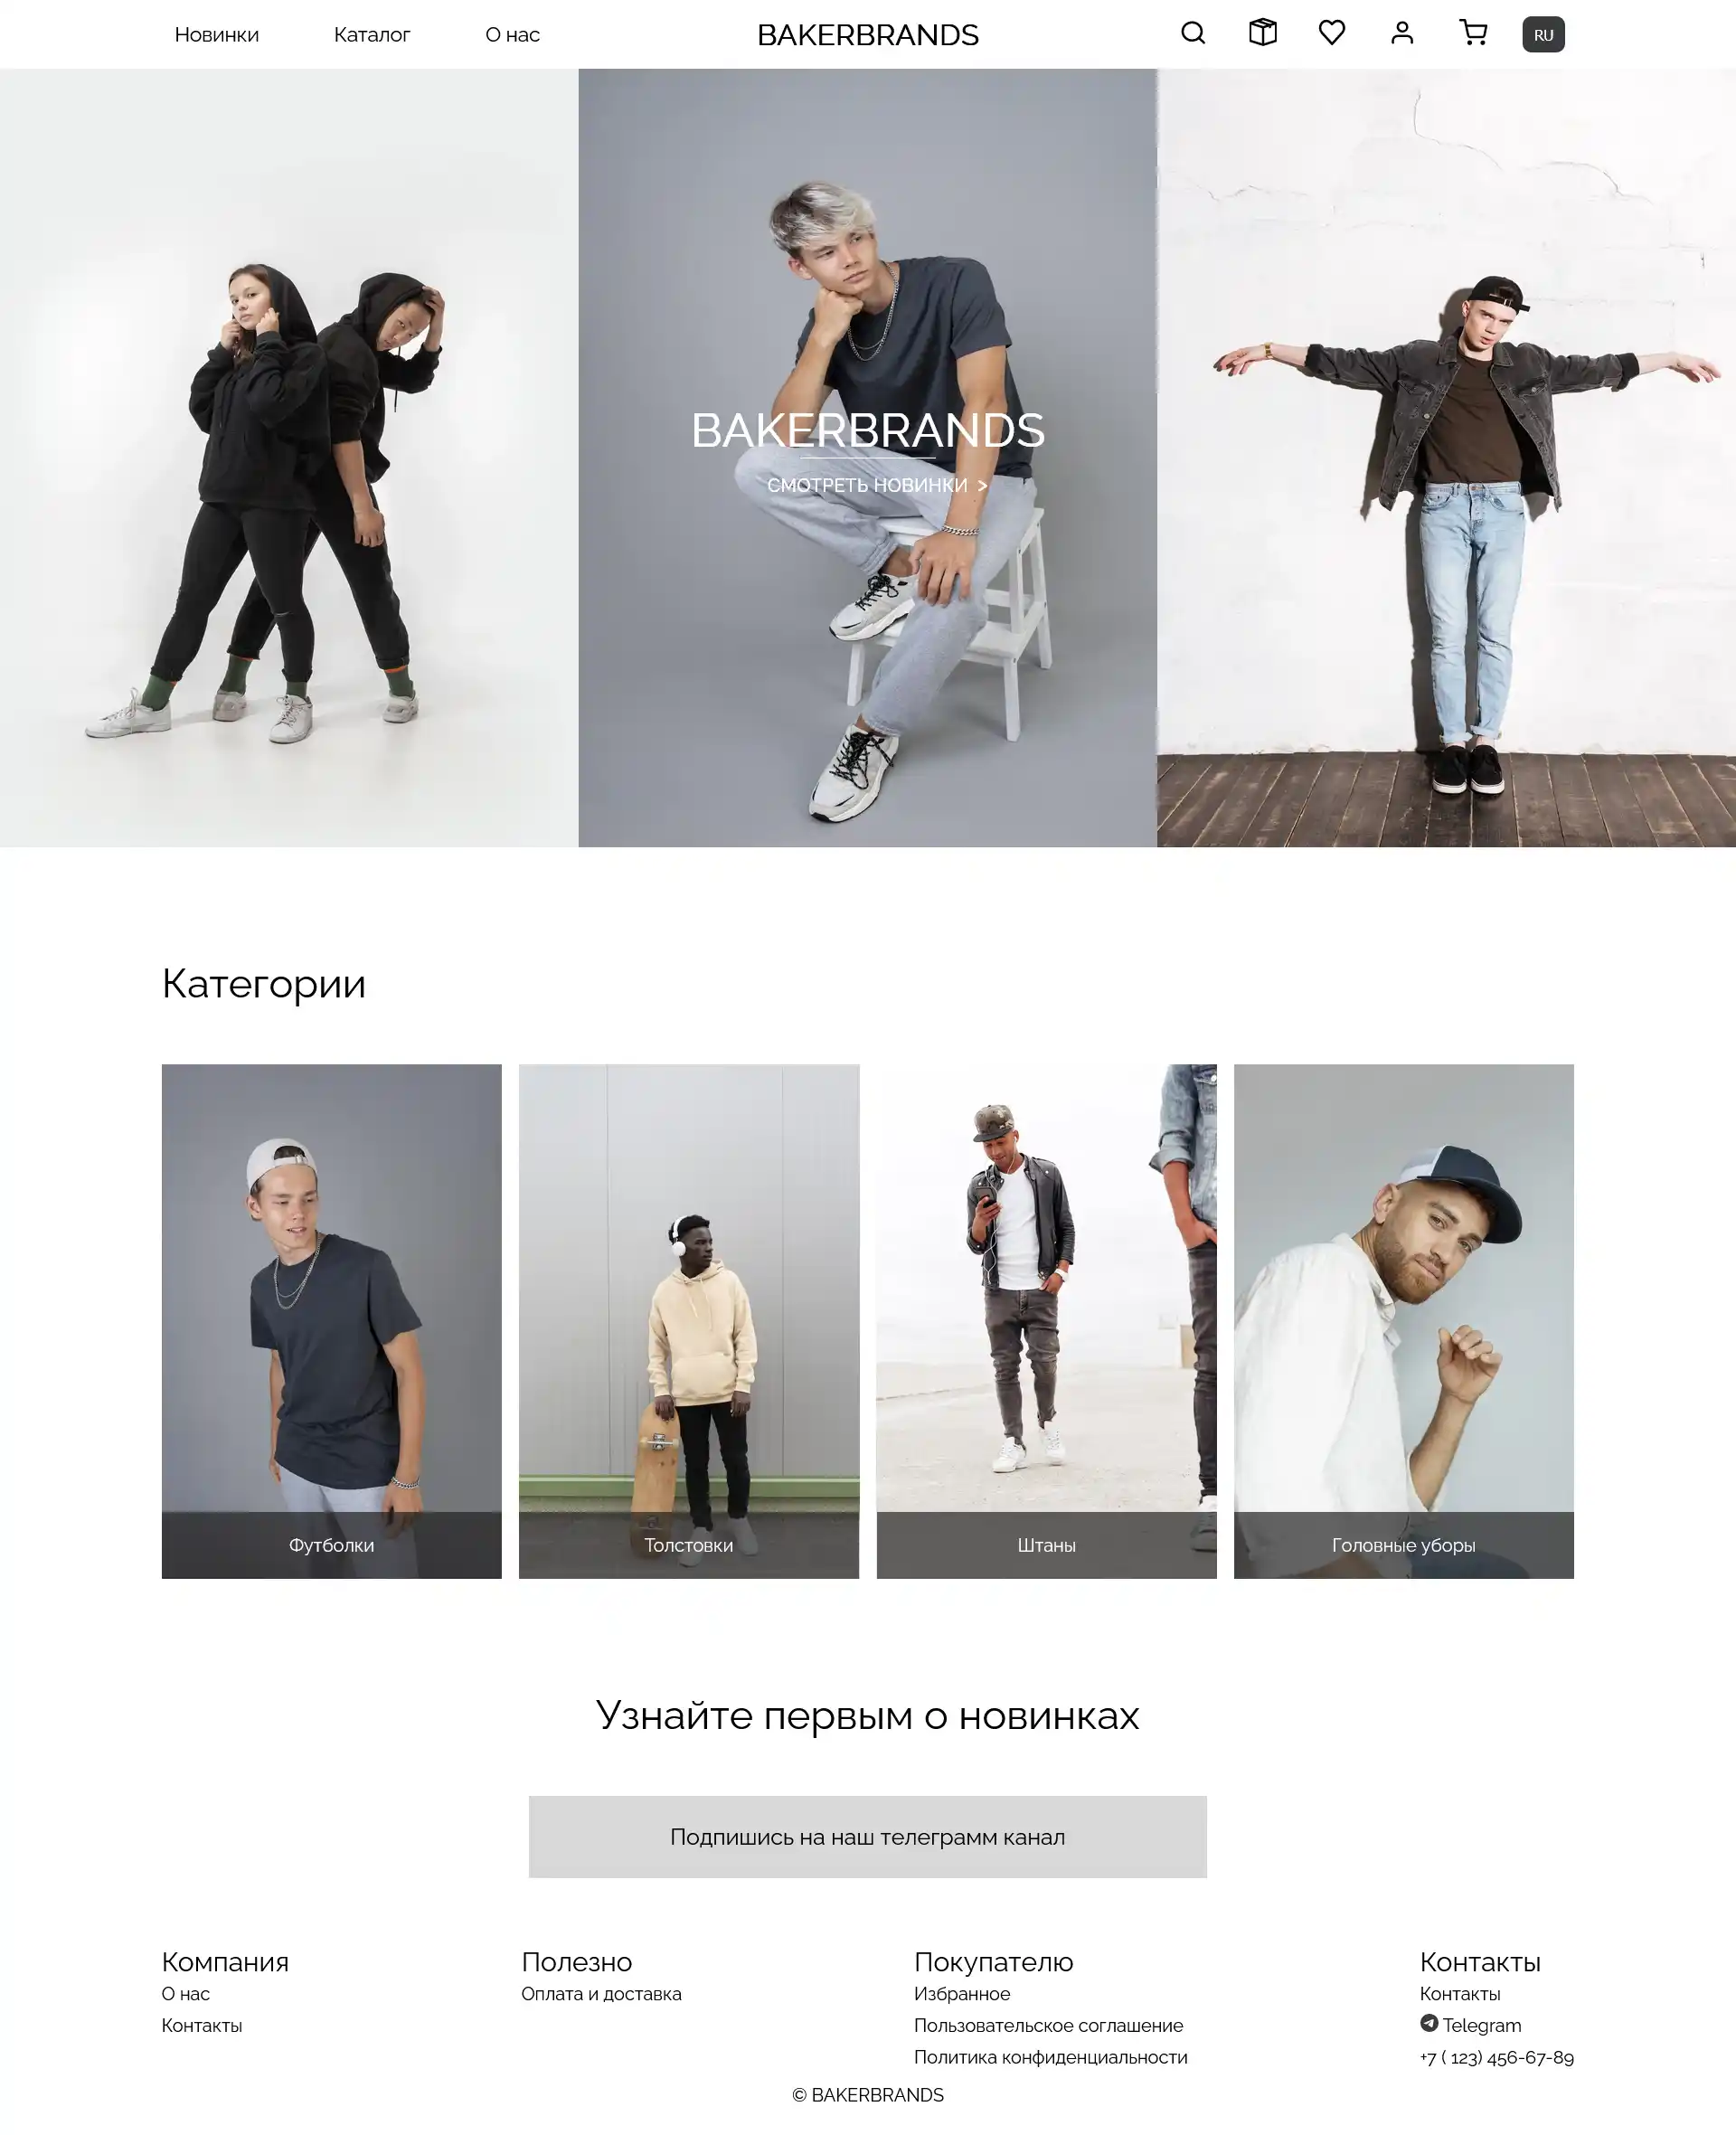 Новинки Каталог О нас BAKERBRANDS RU
BAKERBRANDS
СМОТРЕТЬ НОВИНКИ >
Категории
Футболки Толстовки Штаны Головные уборы
Узнайте первым о новинках
Подпишись на наш телеграмм канал
Компания Полезно Покупателю Контакты
О нас Оплата и доставка Избранное Контакты
Контакты Пользовательское соглашение Telegram
Политика конфиденциальности +7 ( 123) 456-67-89
© BAKERBRANDS